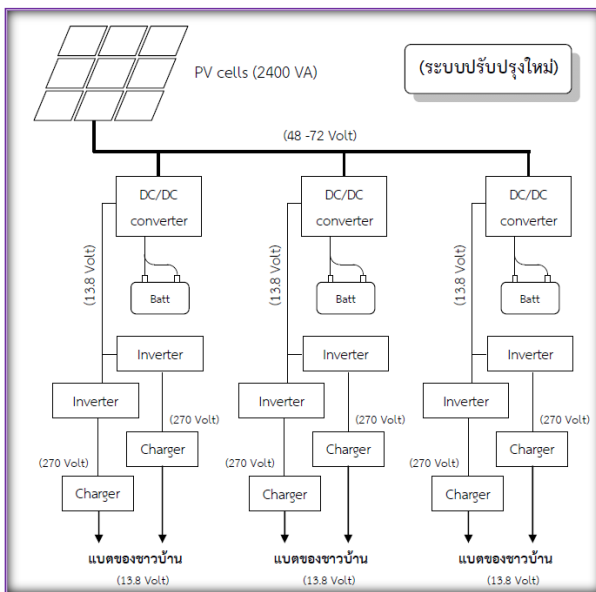 PV cells (2400 VA)
(ระบบปรับปรุงใหม่)
(48 -72 Volt)
DC/DC
converter
DC/DC
converter
DC/DC
converter
(13.8 Volt)
(13.8 Volt)
(13.8 Volt)
Batt
Batt
Batt
Inverter
Inverter
Inverter
Inverter
Inverter
Inverter
(270 Volt)
(270 Volt)
(270 Volt)
Charger
Charger
Charger
(270 Volt)
(270 Volt)
(270 Volt)
Charger
Charger
Charger
แบตของชาวบ้าน
แบตของชาวบ้าน
แบตของชาวบ้าน
(13.8 Volt)
(13.8 Volt)
(13.8 Volt)